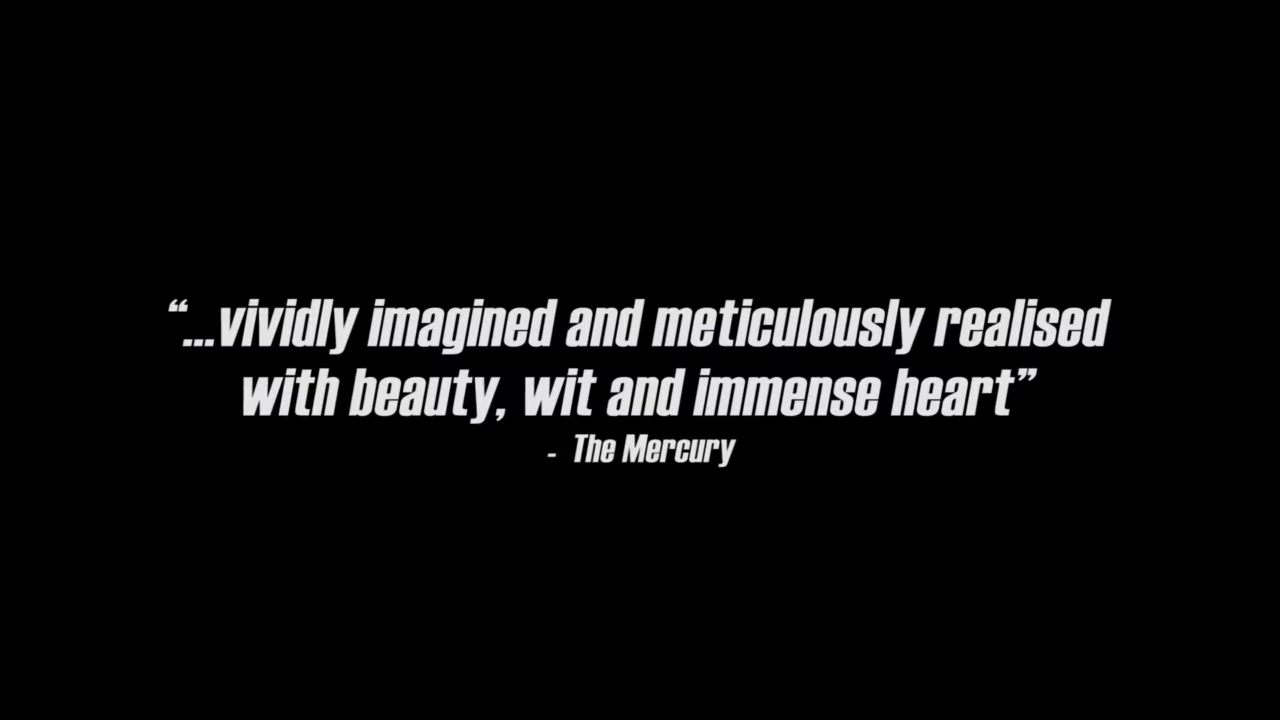 “...vividly imagined and meticulously realised
with beauty, wit and immense heart”
- The Mercury